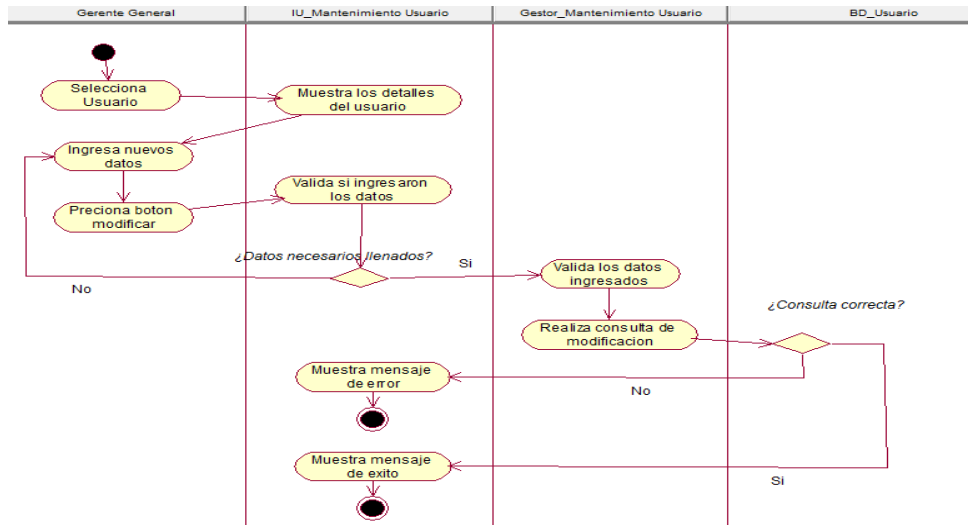 Gerente General
IU_Mantenimiento Usuario
Gestor_Mantenimiento Usuario
BD_Usuario
Selecciona
Usuario
Muestra los detalles
del usuario
Ingresa nuevos
datos
Preciona boton
modificar
Valida si ingresaron
los datos
¿Datos necesarios llenados?
Si
No
Valida los datos
ingresados
¿Consulta correcta?
Realiza consulta de
modificacion
Muestra mensaje
de error
No
Muestra mensaje
de exito
Si